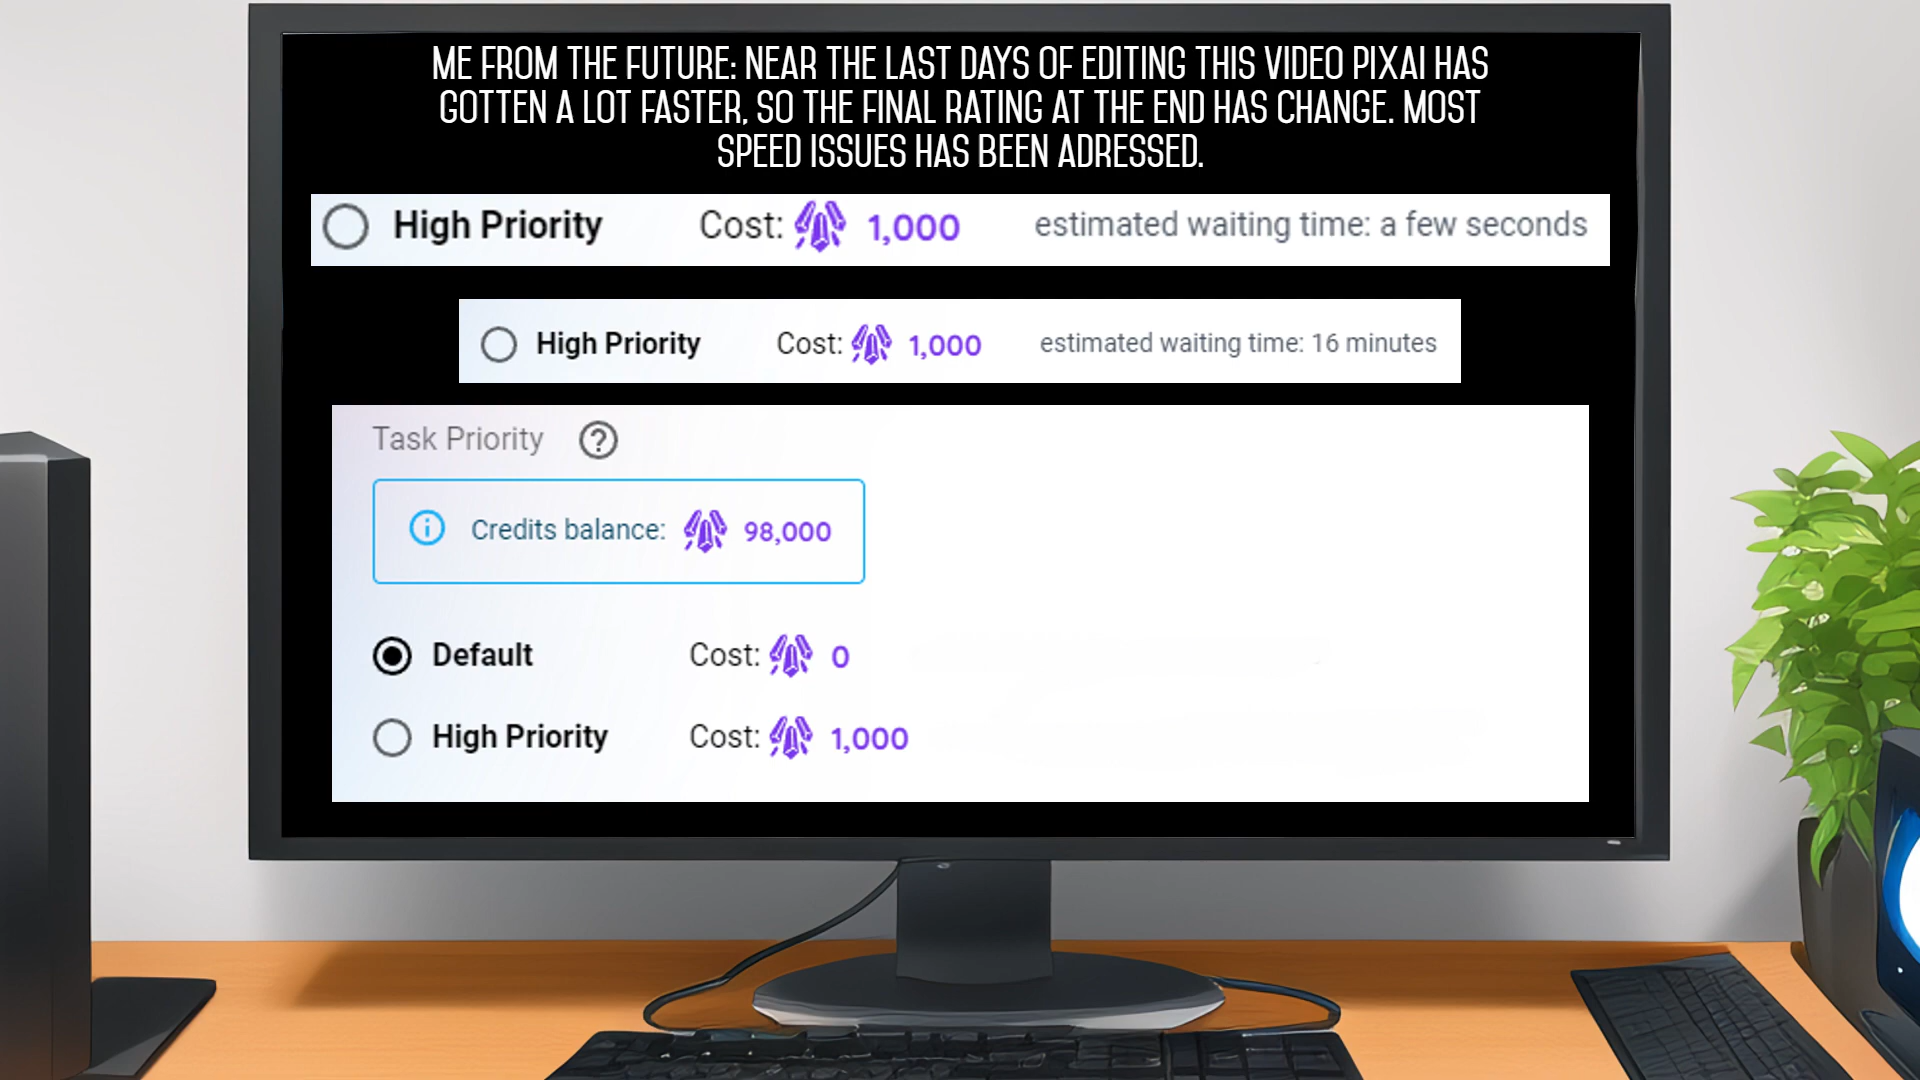 ME FROM THE FUTURE: NEAR THE LAST DAYS OF EDITING THIS VIDEO PIXAI HAS
GOTTEN A LOT FASTER, SO THE FINAL RATING AT THE END HAS CHANGE. MOST
SPEED ISSUES HAS BEEN ADRESSED.
High Priority Cost: 1,000 estimated waiting time: a few seconds
High Priority Cost: 1,000 estimated waiting time: 16 minutes
Task Priority ?
Credits balance: 98,000
Default Cost: 0
High Priority Cost: 1,000